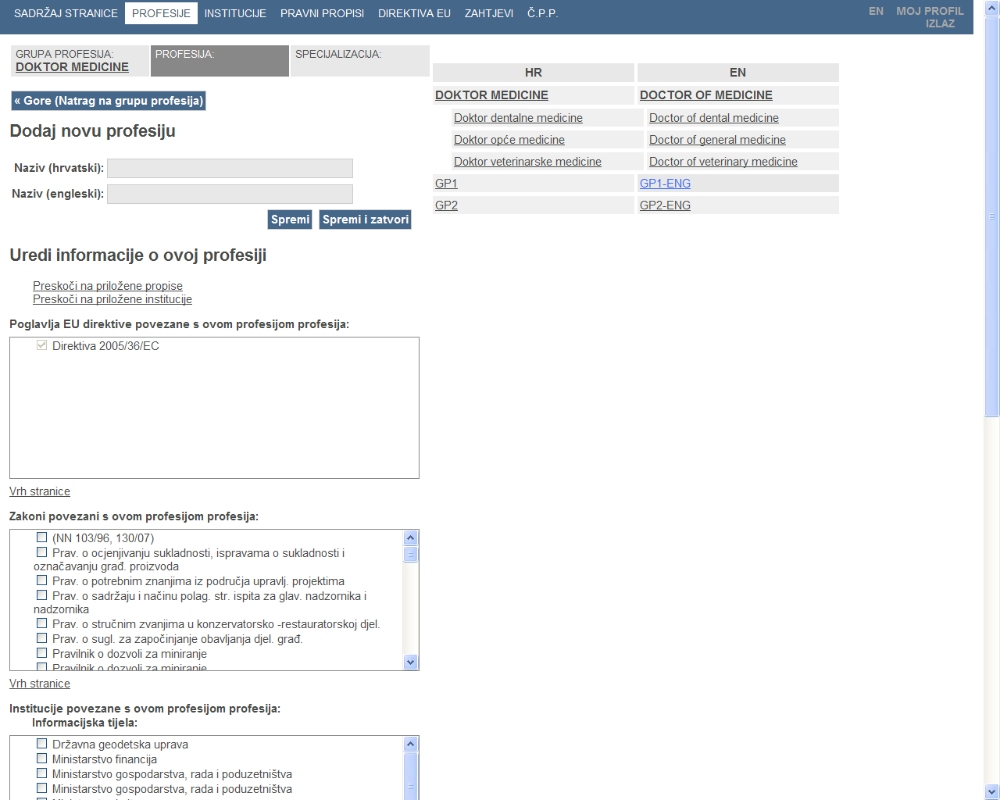 SADRŽAJ STRANICE PROFESIJE INSTITUCIJE PRAVNI PROPISI DIREKTIVA EU ZAHTJEVI Č.P.P.
EN MOJ PROFIL
IZLAZ
GRUPA PROFESIJA:
DOKTOR MEDICINE
PROFESIJA:
SPECIJALIZACIJA:
« Gore (Natrag na grupu profesija)
Dodaj novu profesiju
Naziv (hrvatski):
Naziv (engleski):
Spremi Spremi i zatvori
Uredi informacije o ovoj profesiji
Preskoči na priložene propise
Preskoči na priložene institucije
Poglavlja EU direktive povezane s ovom profesijom profesija:
Direktiva 2005/36/EC
Vrh stranice
Zakoni povezani s ovom profesijom profesija:
(NN 103/96, 130/07)
Prav. o ocjenjivanju sukladnosti, ispravama o sukladnosti i
označavanju građ. proizvoda
Prav. o potrebnim znanjima iz područja upravlj. projektima
Prav. o sadržaju i načinu polag. str. ispita za glav. nadzornika i
nadzornika
Prav. o stručnim zvanjima u konzervatorsko -restauratorskoj djel.
Prav. o sugl. za započinjanje obavljanja djel. građ.
Pravilnik o dozvoli za miniranje
Pravilnik o dozvoli za miniranje
Vrh stranice
Institucije povezane s ovom profesijom profesija:
Informacijska tijela:
Državna geodetska uprava
Ministarstvo financija
Ministarstvo gospodarstva, rada i poduzetništva
Ministarstvo gospodarstva, rada i poduzetništva
HR EN
DOKTOR MEDICINE DOCTOR OF MEDICINE
Doktor dentalne medicine Doctor of dental medicine
Doktor opće medicine Doctor of general medicine
Doktor veterinarske medicine Doctor of veterinary medicine
GP1 GP1-ENG
GP2 GP2-ENG